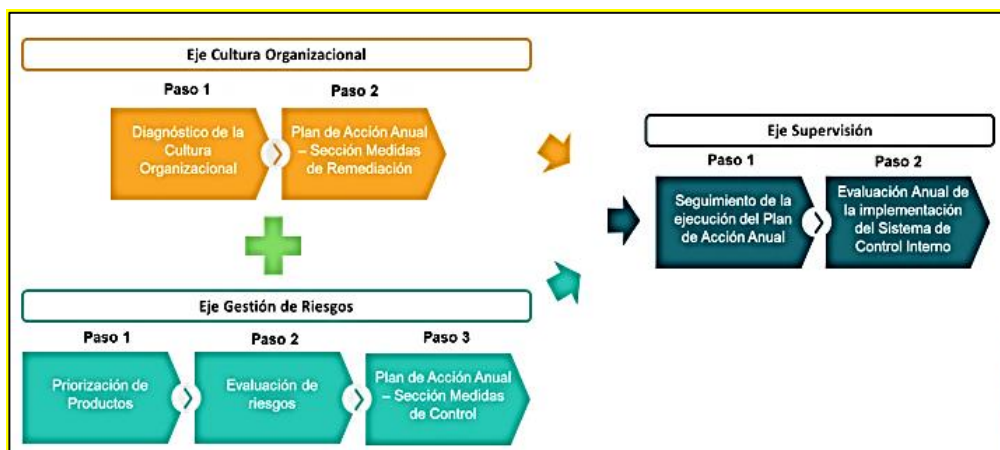 Eje Cultura Organizacional
Paso 1
Paso 2
Diagnóstico de la
Cultura
Organizacional
Plan de Acción Anual
– Sección Medidas
de Remediación
Eje Gestión de Riesgos
Paso 1
Paso 2
Paso 3
Priorización de
Productos
Evaluación de
riesgos
Plan de Acción Anual
– Sección Medidas
de Control
Eje Supervisión
Paso 1
Paso 2
Seguimiento de la
ejecución del Plan
de Acción Anual
Evaluación Anual de
la implementación
del Sistema de
Control Interno